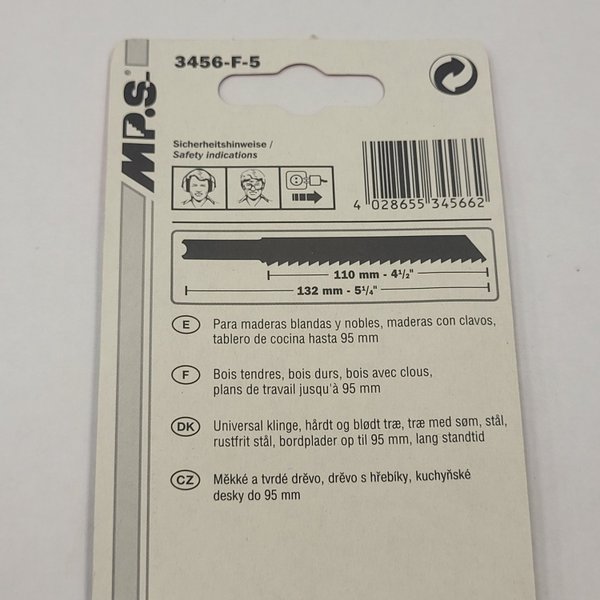 3456-F-5
MPS®
Sicherheitshinweise /
Safety indications
4 028655 345662
110 mm - 4½"
132 mm - 5¼"
E Para maderas blandas y nobles, maderas con clavos,
tablero de cocina hasta 95 mm
F Bois tendres, bois durs, bois avec clous,
plans de travail jusqu'à 95 mm
DK Universal klinge, hårdt og blødt træ, træ med søm, stål,
rustfrit stål, bordplader op til 95 mm, lang standtid
CZ Měkké a tvrdé dřevo, dřevo s hřebíky, kuchyňské
desky do 95 mm